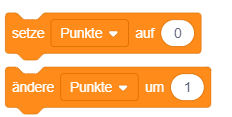 setze Punkte auf 0
ändere Punkte um 1